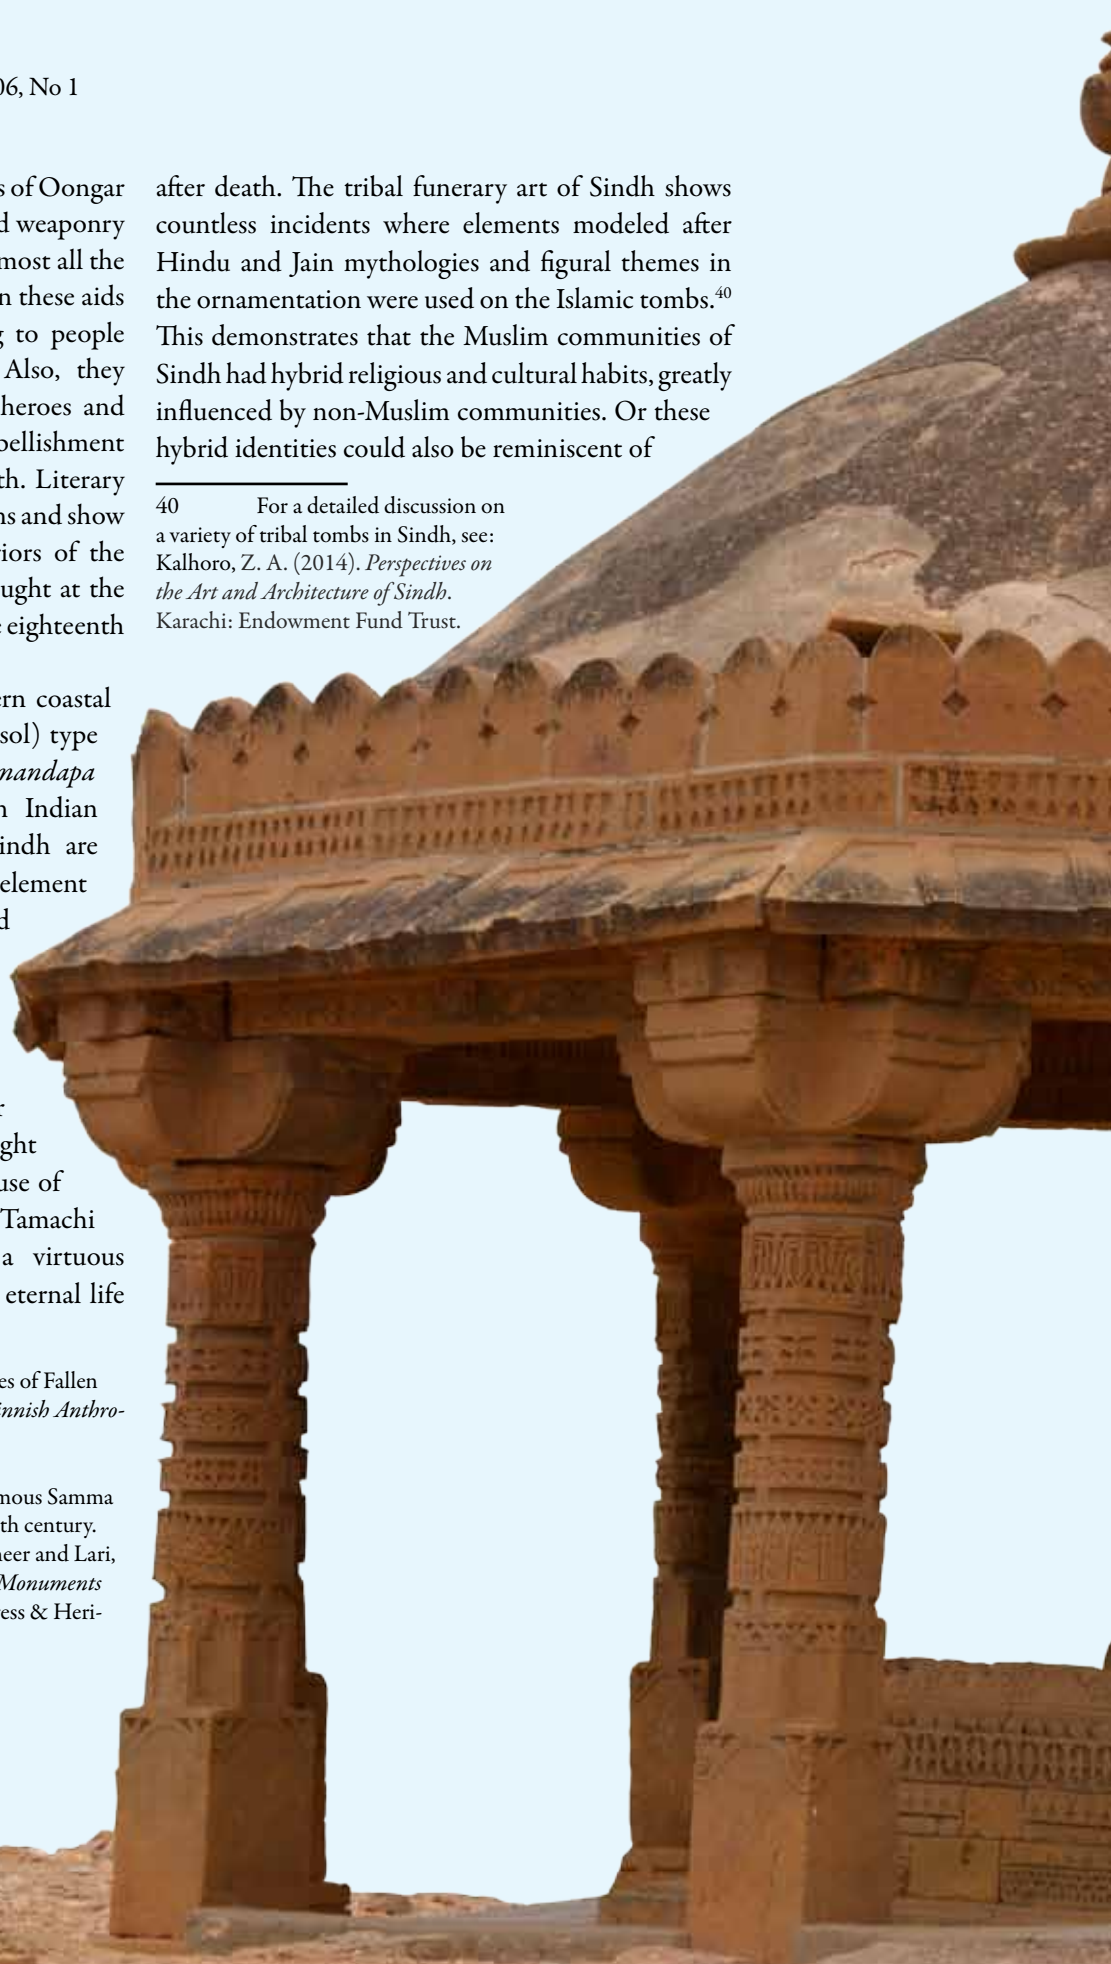 06, No 1
s of Oongar
d weaponry
most all the
n these aids
g to people
Also, they
heroes and
bellishment
th. Literary
ns and show
iors of the
ught at the
e eighteenth
ern coastal
sol) type
mandapa
n Indian
indh are
element
d
r
ght
use of
Tamachi
a virtuous
eternal life
es of Fallen
innish Anthro-
mous Samma
th century.
neer and Lari,
Monuments
ess & Heri-
after death. The tribal funerary art of Sindh shows
countless incidents where elements modeled after
Hindu and Jain mythologies and figural themes in
the ornamentation were used on the Islamic tombs.40
This demonstrates that the Muslim communities of
Sindh had hybrid religious and cultural habits, greatly
influenced by non-Muslim communities. Or these
hybrid identities could also be reminiscent of
40 For a detailed discussion on
a variety of tribal tombs in Sindh, see:
Kalhoro, Z. A. (2014). Perspectives on
the Art and Architecture of Sindh.
Karachi: Endowment Fund Trust.